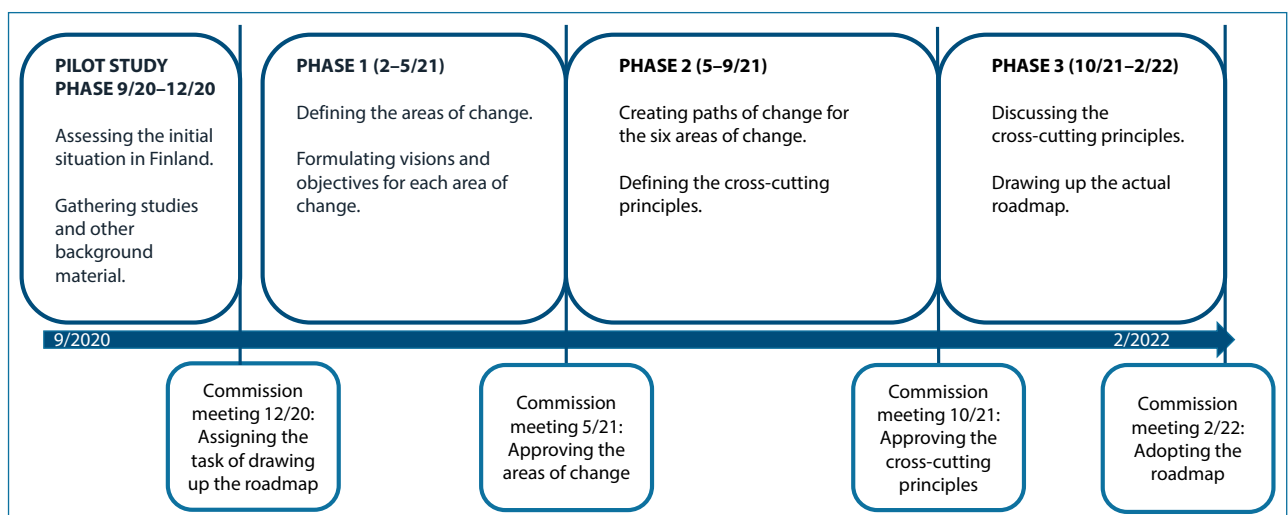 PILOT STUDY
PHASE 9/20–12/20
Assessing the initial
situation in Finland.
Gathering studies
and other
background
material.
PHASE 1 (2–5/21)
Defining the areas of change.
Formulating visions and
objectives for each area of
change.
PHASE 2 (5–9/21)
Creating paths of change for
the six areas of change.
Defining the cross-cutting
principles.
PHASE 3 (10/21–2/22)
Discussing the
cross-cutting principles.
Drawing up the actual
roadmap.
9/2020
2/2022
Commission
meeting 12/20:
Assigning the
task of drawing
up the roadmap
Commission
meeting 5/21:
Approving the
areas of change
Commission
meeting 10/21:
Approving the
cross-cutting
principles
Commission
meeting 2/22:
Adopting the
roadmap